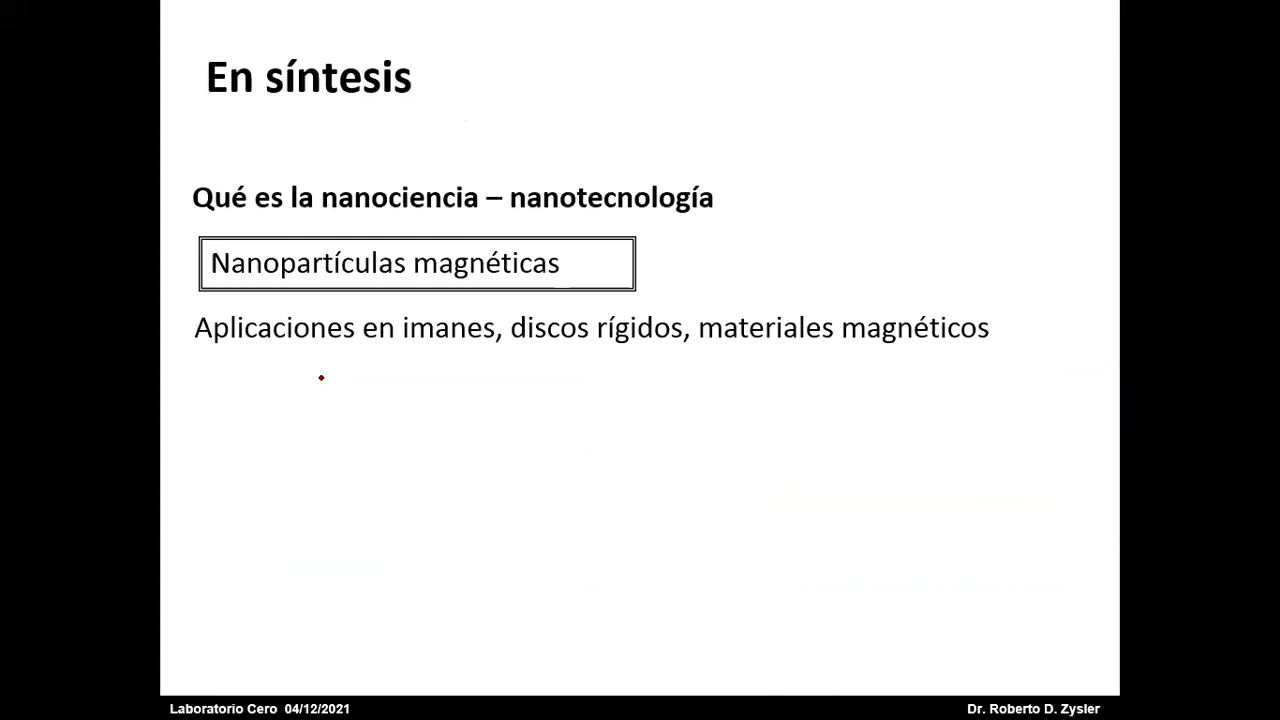 En síntesis
Qué es la nanociencia – nanotecnología
Nanopartículas magnéticas
Aplicaciones en imanes, discos rígidos, materiales magnéticos
Laboratorio Cero 04/12/2021
Dr. Roberto D. Zysler